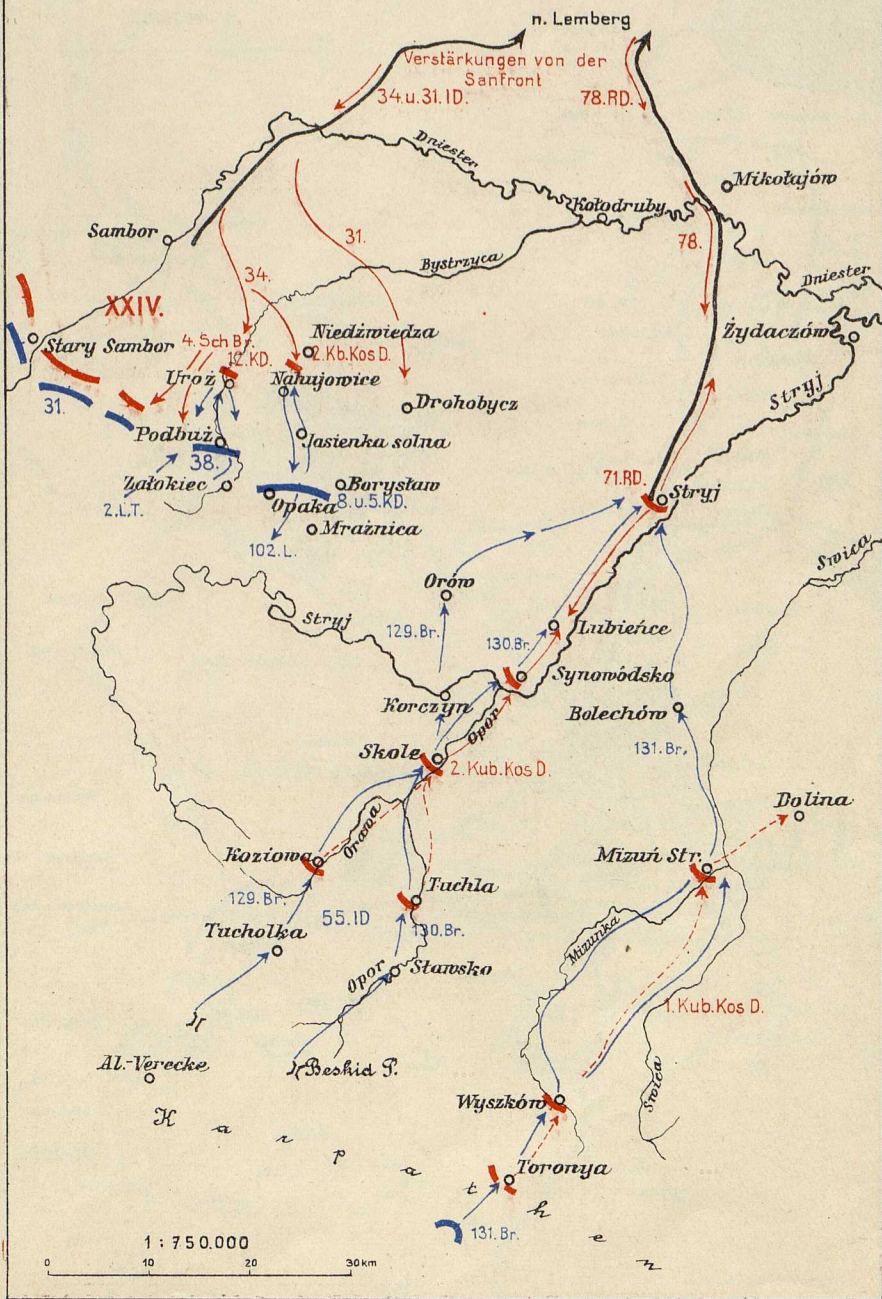 n. Lemberg
Verstärkungen von der
Sanfront
34.u.31.ID.
78.RD.
Dniester
Mikołajów
Kołodruby
Sambor
31.
78.
Bystrzyca
34.
Dniester
XXIV.
Żydaczów
Niedźwiedza
4.Sch Br.
Stary Sambor
12.KD.
2.Kb.Kos D.
Uroż
Nahujowice
Stryj
31.
Drohobycz
Podbuż
Jasienka solna
38.
71.RD.
Załokiec
Borysław
Stryj
2.L.T.
Opaka
8.u.5.KD.
Mrażnica
102.L.
Swica
Orów
Stryj
129.Br.
130.Br.
Lubieńce
Synowódsko
Korczyn
Opor
Bolechów
131.Br.
Skole
2.Kub.Kos D.
Dolina
Orawa
Koziowa
Mizuń Str.
Tuchla
129.Br.
55.ID
130.Br.
Tucholka
Mizunka
Opor
Sławsko
1.Kub.Kos D.
Al.-Verecke
Beskid P.
Swica
Wyszków
Karpathen
Toronya
131.Br.
1:750.000
0 10 20 30 km